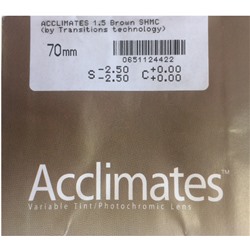 ACCLIMATES 1.5 Brown SHMC
(by Transitions technology)
70mm
0651124422
S-2.50 C+0.00
S-2.50 C+0.00
Acclimates™
Variable Tint/Photochromic Lens